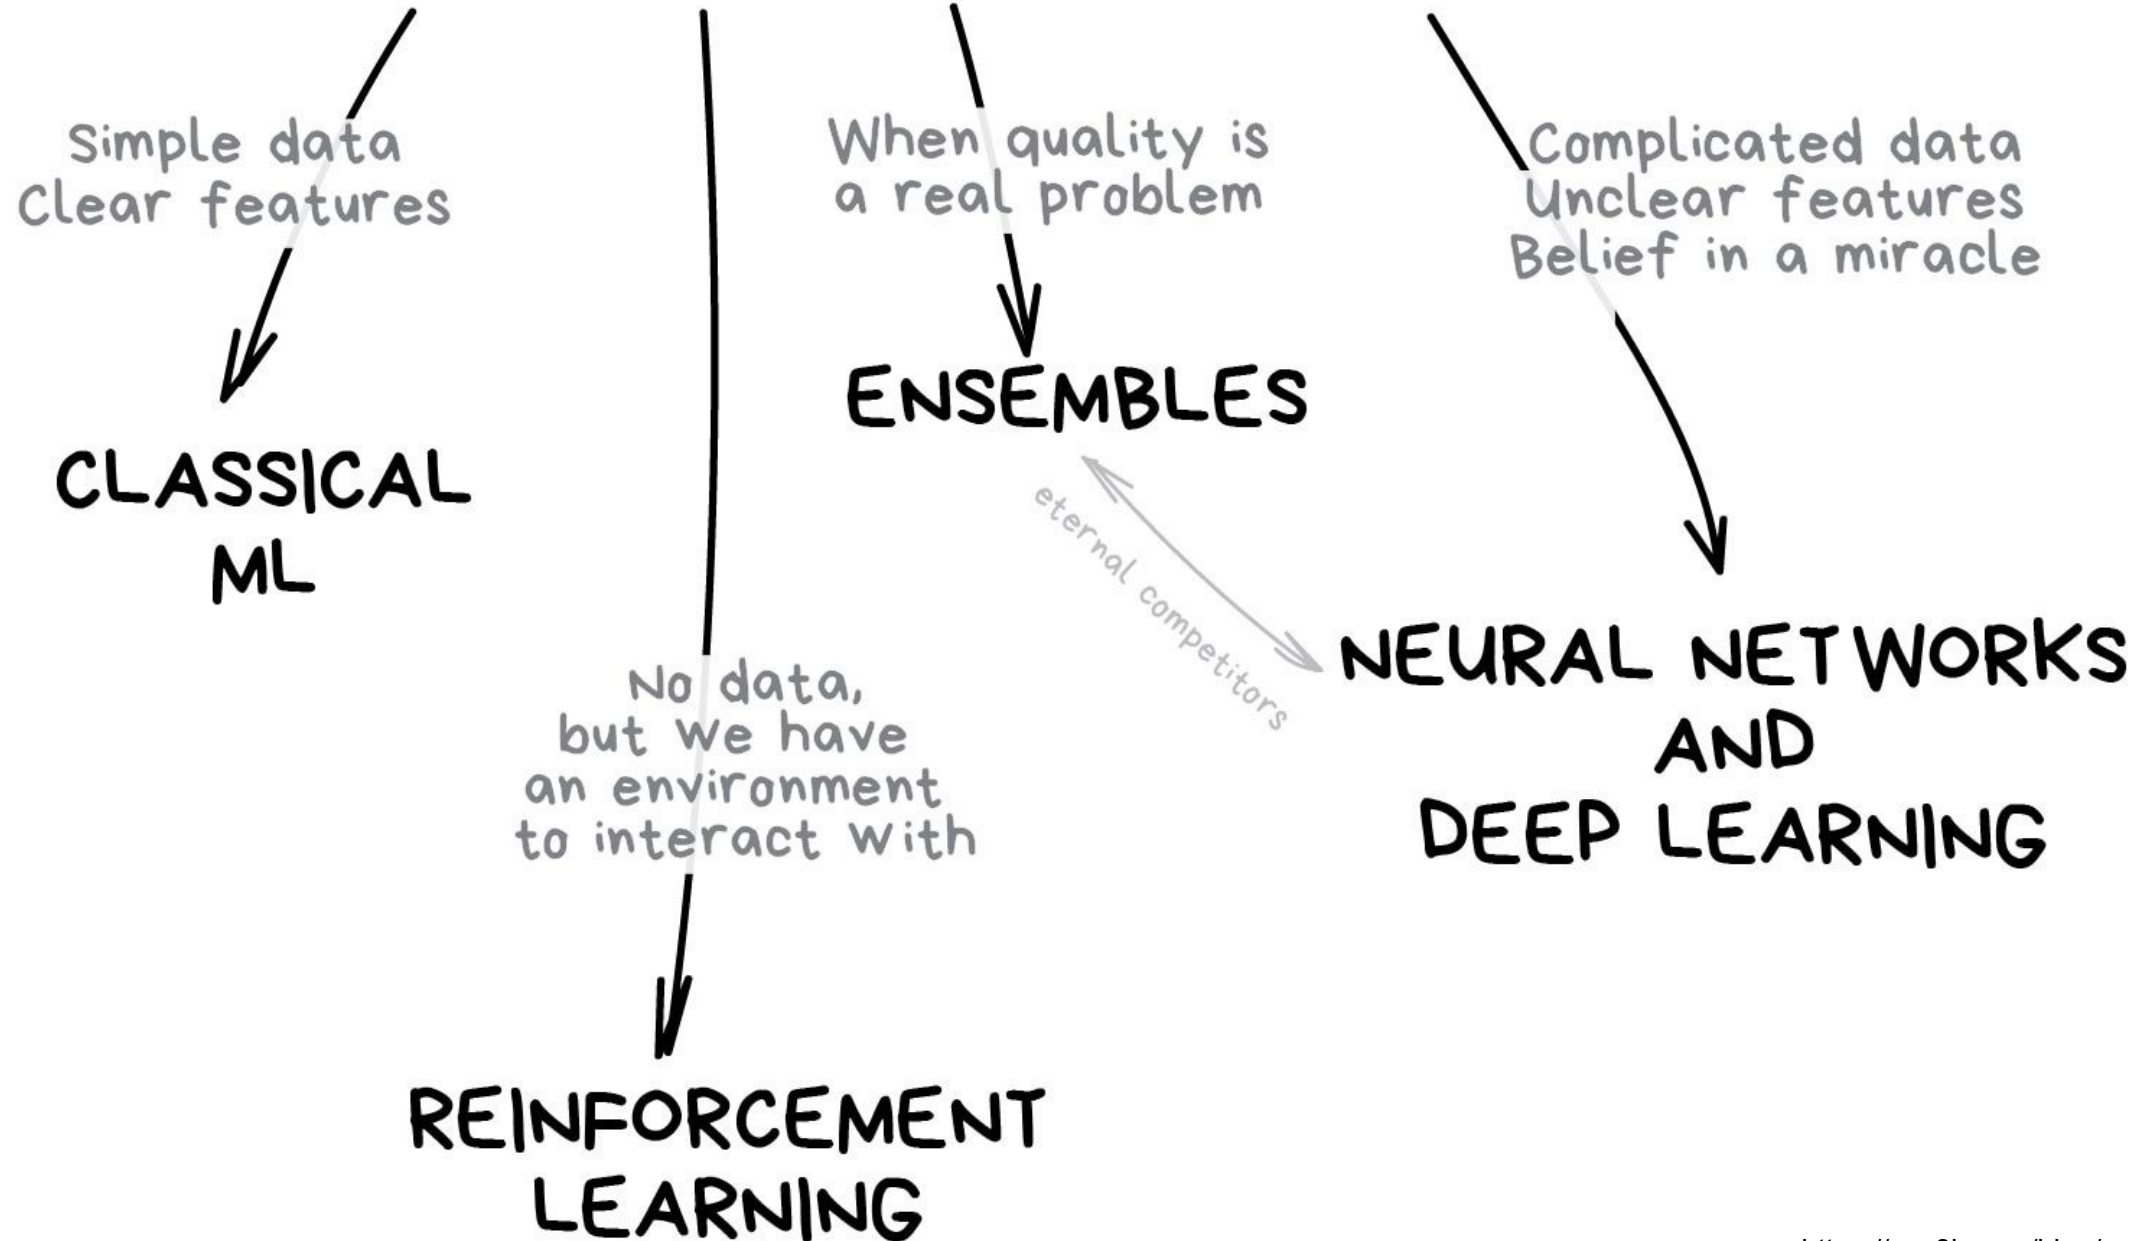 Simple data
Clear features
When quality is
a real problem
Complicated data
Unclear features
Belief in a miracle
ENSEMBLES
CLASSICAL
ML
eternal competitors
No data,
but we have
an environment
to interact with
NEURAL NETWORKS
AND
DEEP LEARNING
REINFORCEMENT
LEARNING